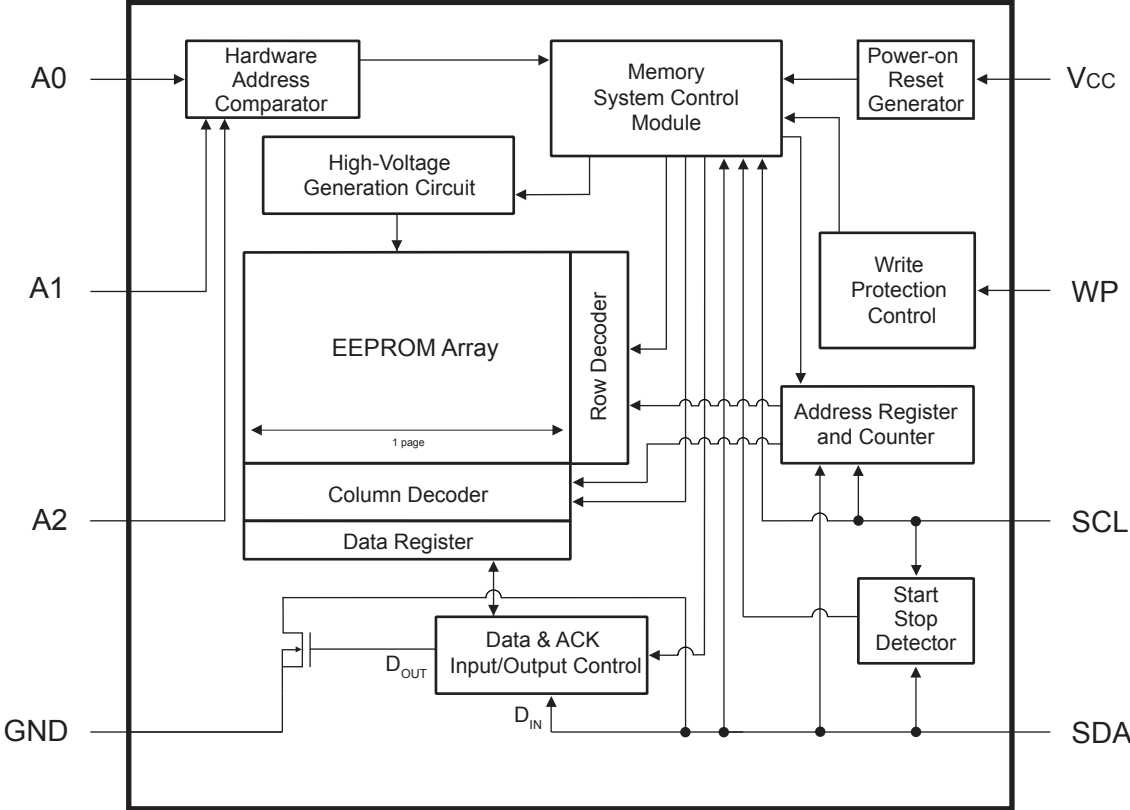 A0
Hardware
Address
Comparator
Memory
System Control
Module
Power-on
Reset
Generator
VCC
High-Voltage
Generation Circuit
A1
EEPROM Array
1 page
Row Decoder
Write
Protection
Control
WP
Address Register
and Counter
A2
Column Decoder
Data Register
SCL
Start
Stop
Detector
Data & ACK
Input/Output Control
DOUT
DIN
GND
SDA